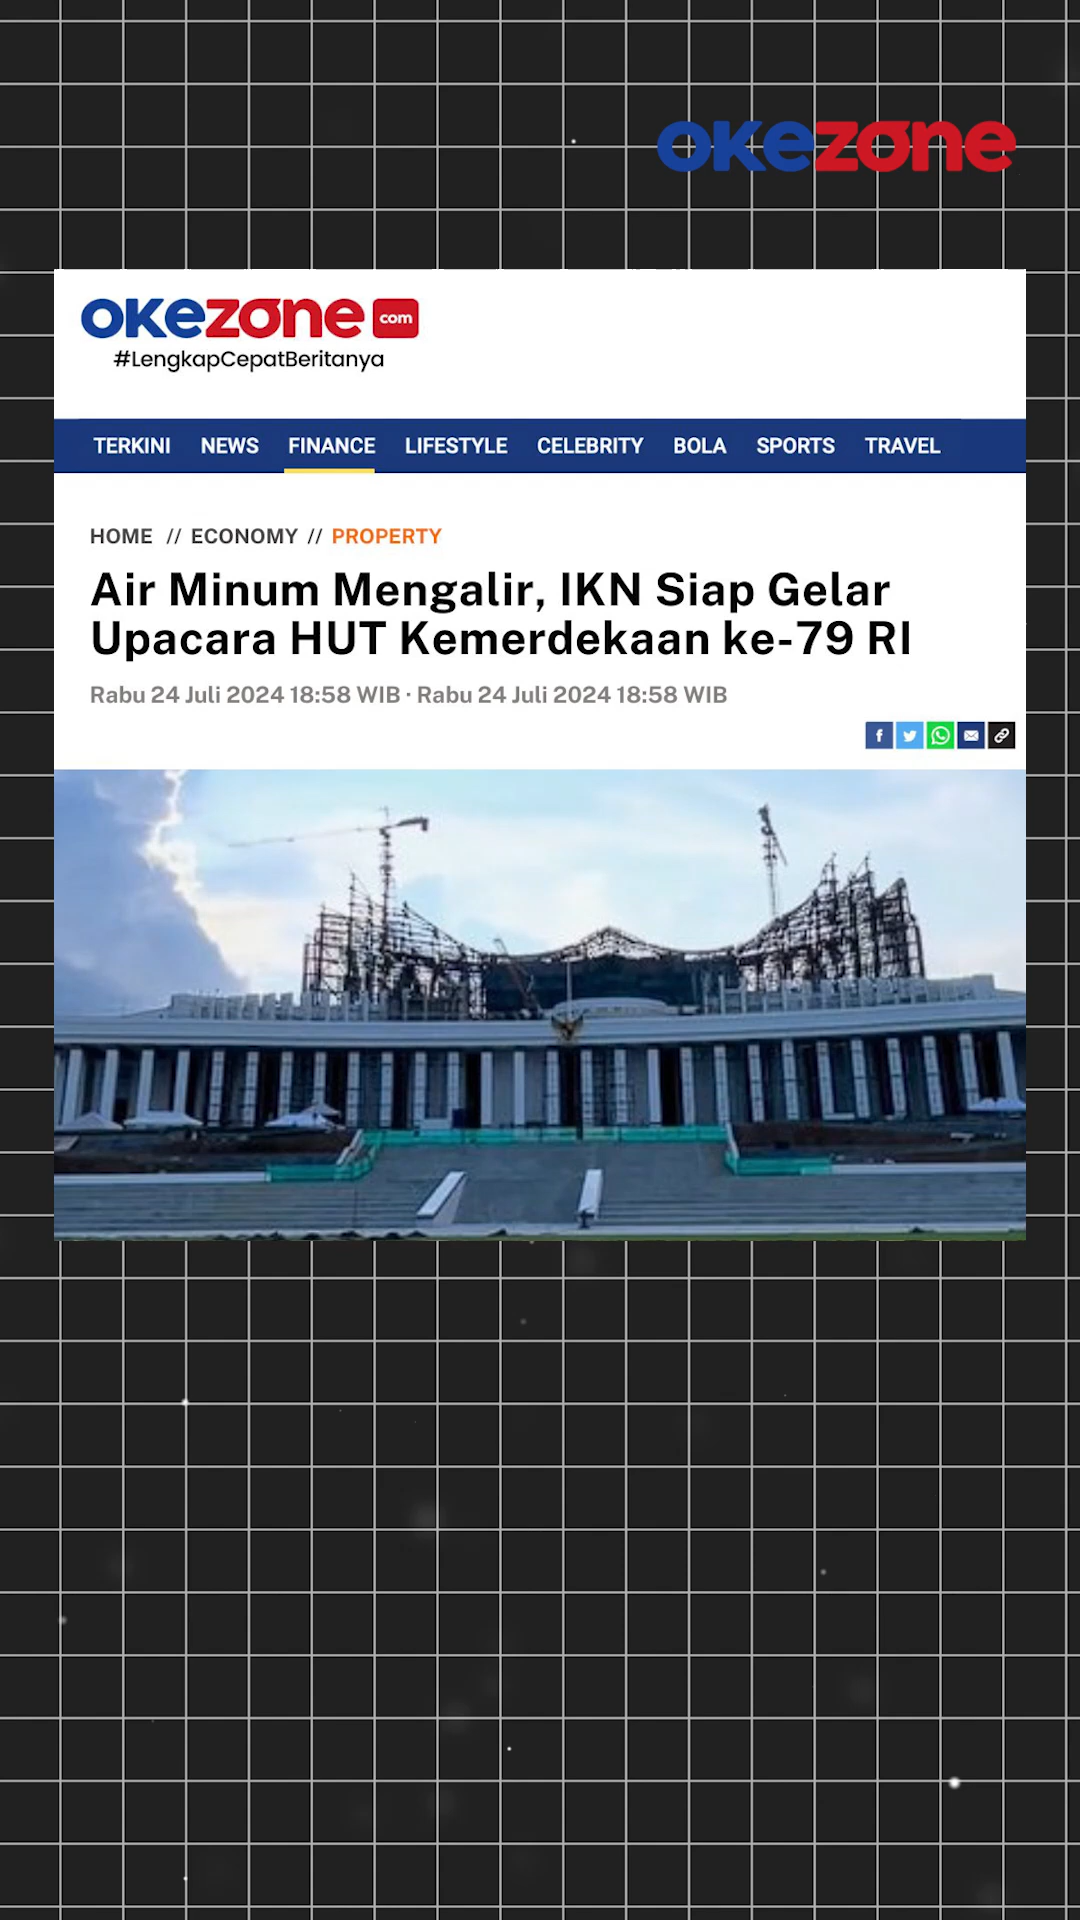 okezone
okezone com
#LengkapCepatBeritanya
TERKINI NEWS FINANCE LIFESTYLE CELEBRITY BOLA SPORTS TRAVEL
HOME // ECONOMY // PROPERTY
Air Minum Mengalir, IKN Siap Gelar
Upacara HUT Kemerdekaan ke-79 RI
Rabu 24 Juli 2024 18:58 WIB · Rabu 24 Juli 2024 18:58 WIB